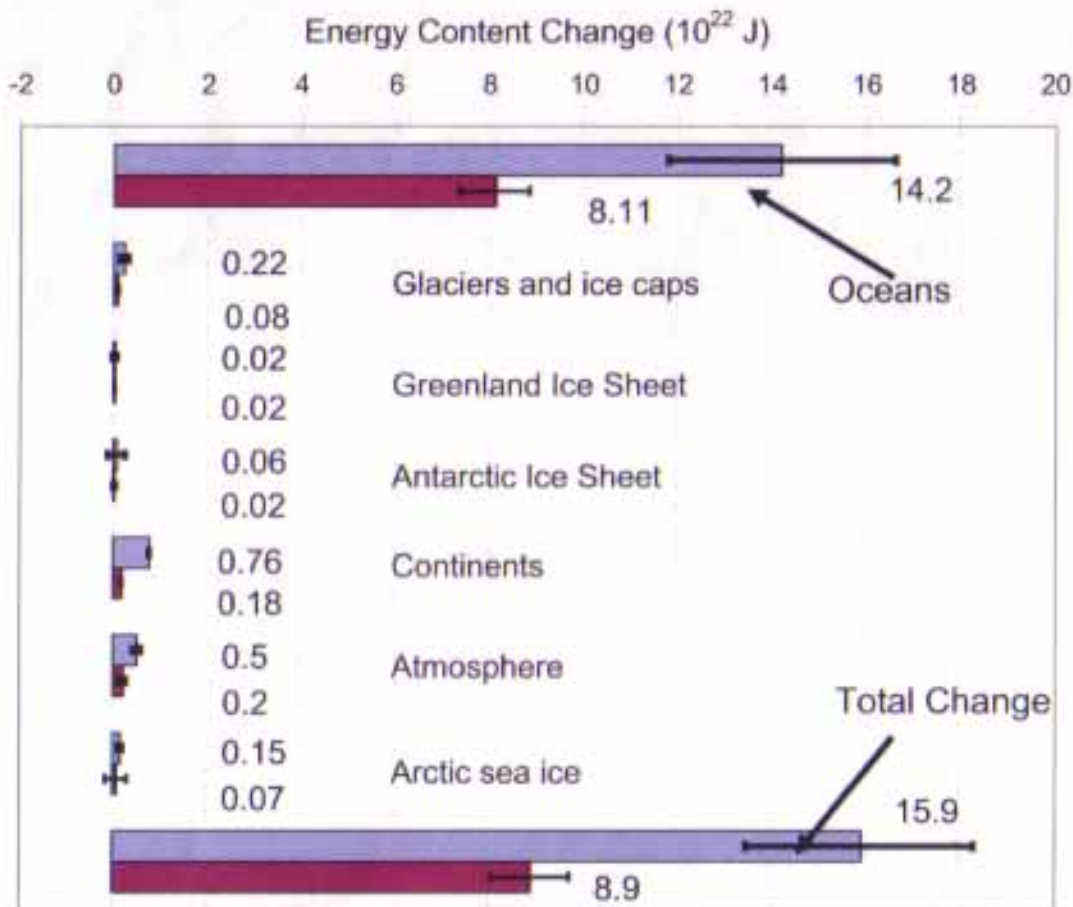 Energy Content Change (10²² J)
-2 0 2 4 6 8 10 12 14 16 18 20
14.2
8.11
Oceans
0.22
Glaciers and ice caps
0.08
0.02
Greenland Ice Sheet
0.02
0.06
Antarctic Ice Sheet
0.02
0.76
Continents
0.18
0.5
Atmosphere
0.2
Total Change
0.15
Arctic sea ice
0.07
15.9
8.9